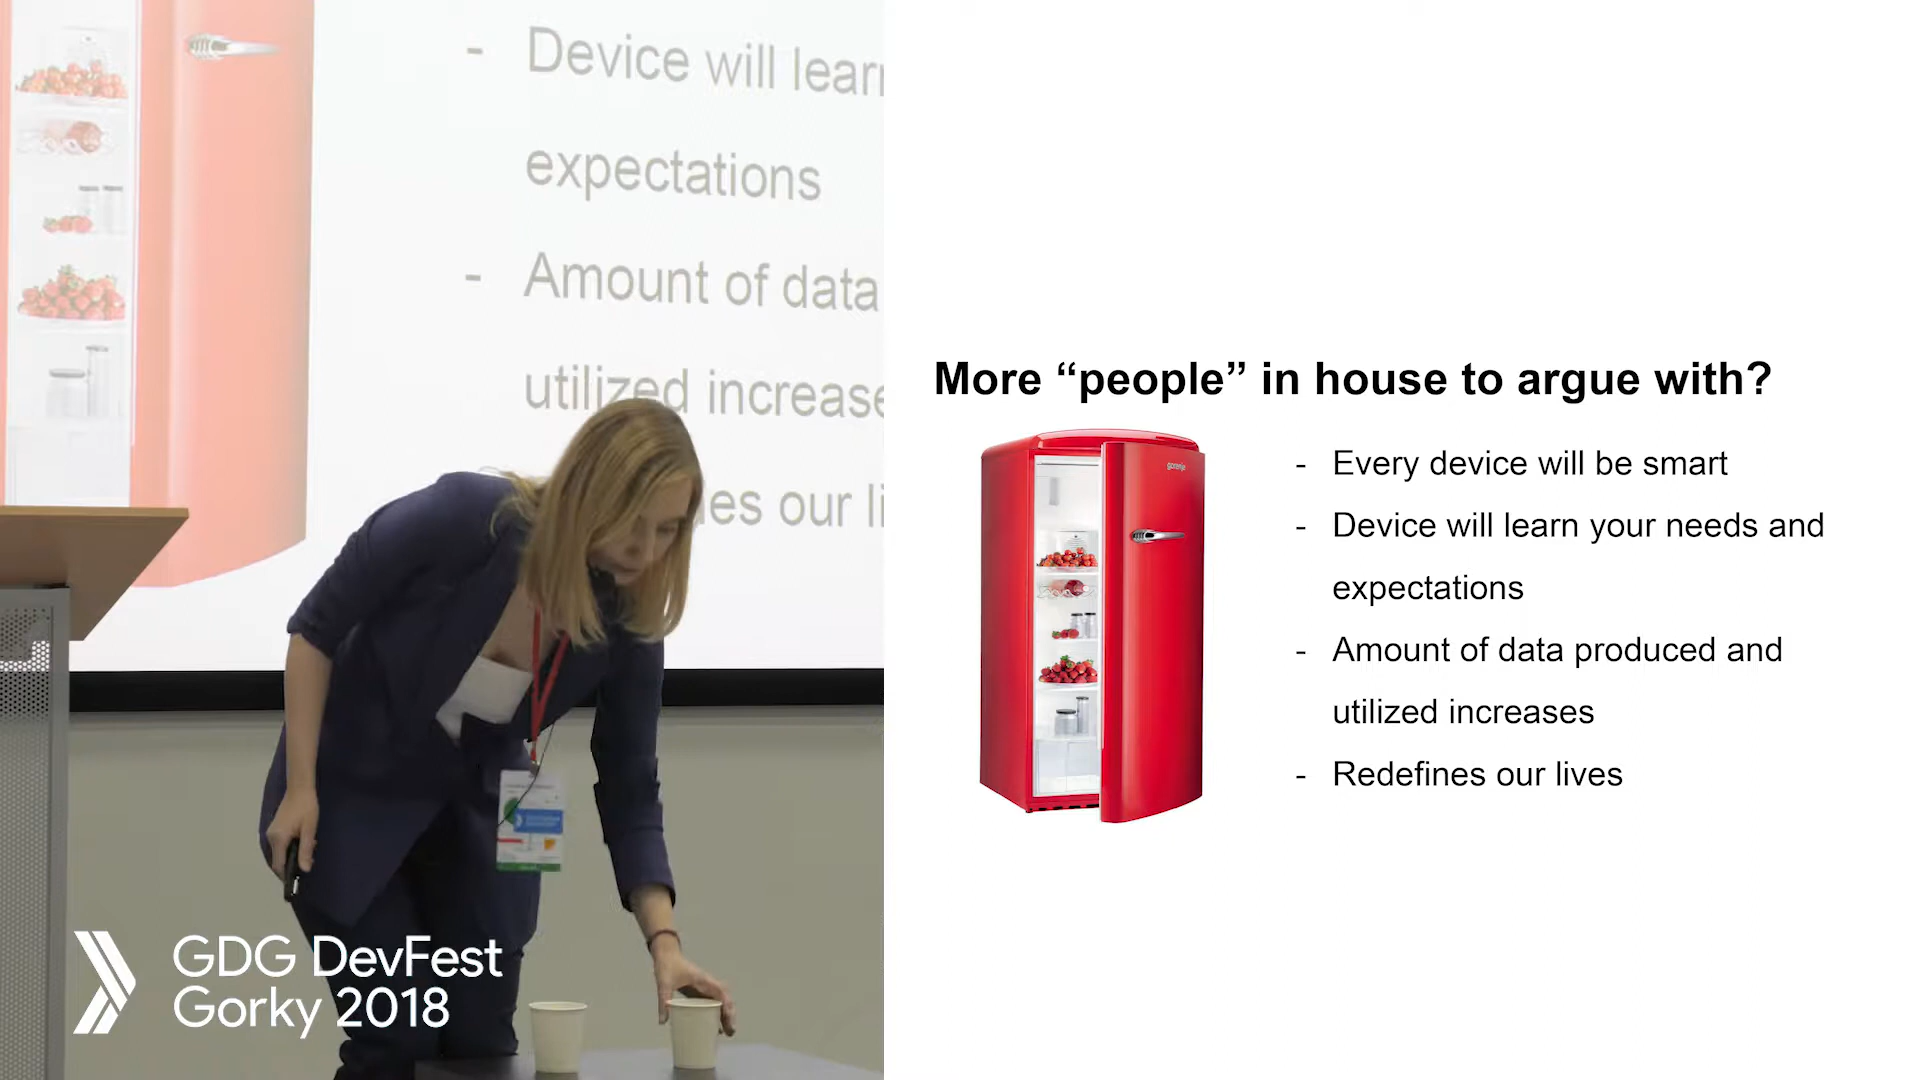 - Device will lear
expectations
- Amount of data
utilized increase
es our li
GDG DevFest
Gorky 2018
More “people” in house to argue with?
gorenje
- Every device will be smart
- Device will learn your needs and
expectations
- Amount of data produced and
utilized increases
- Redefines our lives